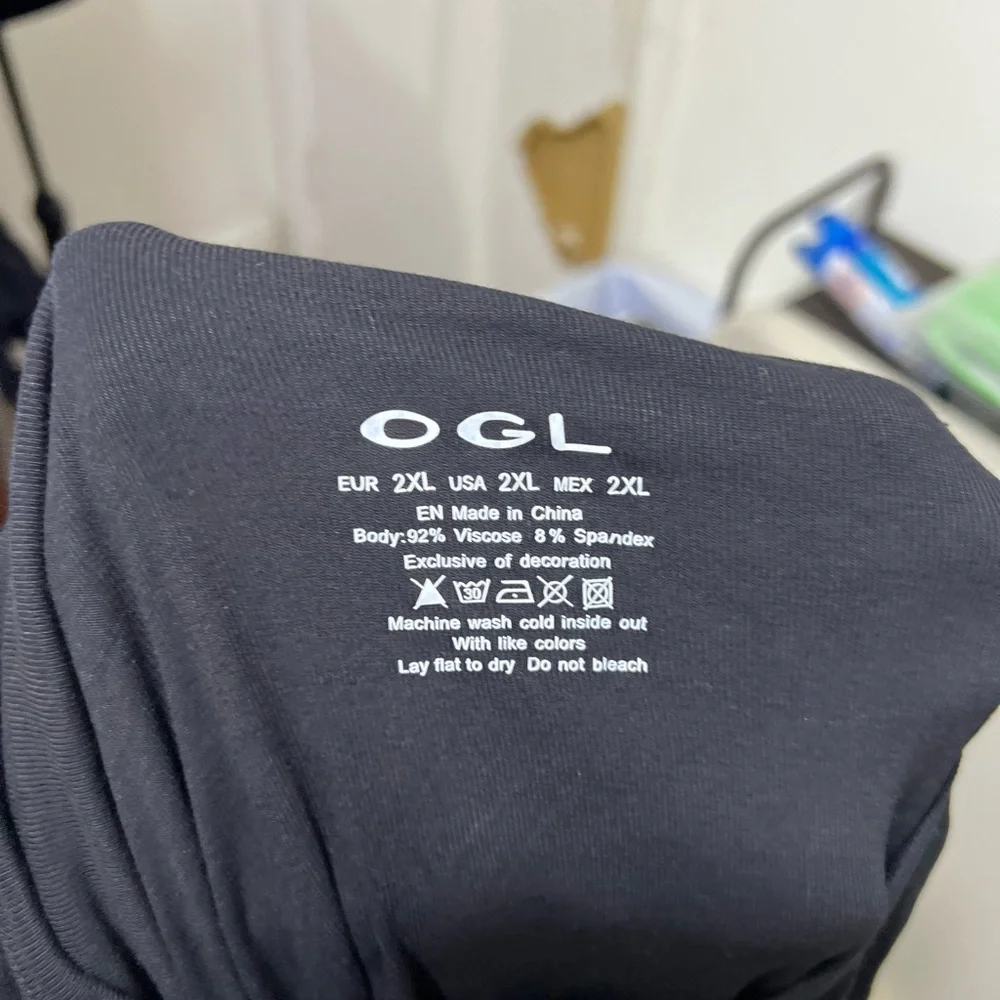 OGL
EUR 2XL USA 2XL MEX 2XL
EN Made in China
Body:92% Viscose 8% Spandex
Exclusive of decoration
30
Machine wash cold inside out
With like colors
Lay flat to dry Do not bleach